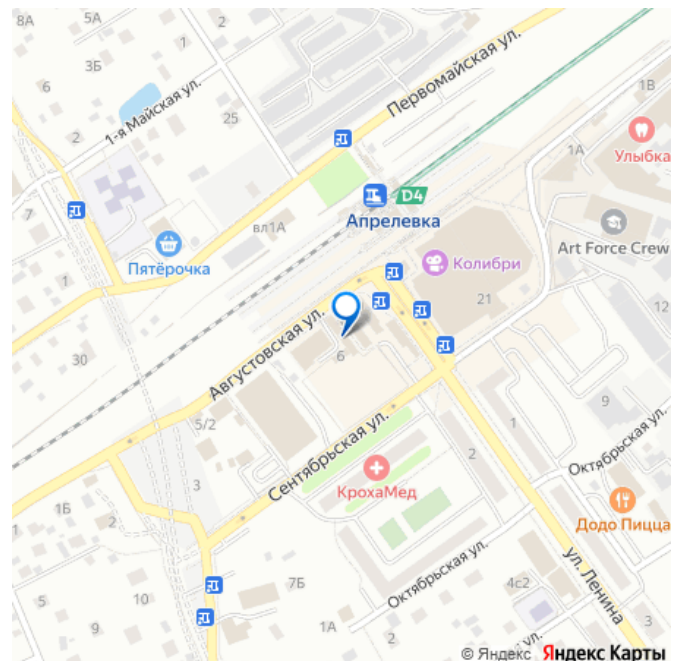 8А
5А
7
1
2
3Б
6
1-я Майская ул.
Первомайская ул.
25
2
1В
Улыбка
1А
D4
Апрелевка
7
вл1А
Пятёрочка
Колибри
Art Force Crew
1
21
12
Августовская ул.
6
30
5/2
Сентябрьская ул.
1
9
Октябрьская ул.
3
КрохаМед
2
Додо Пицца
1Б
2
Октябрьская ул.
ул. Ленина
7Б
4с2
5
10
9
1А
2
3
ул.
© Яндекс Яндекс Карты